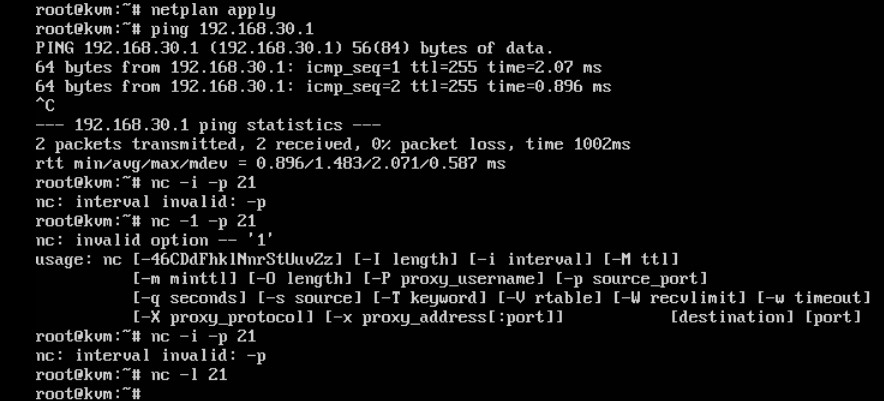 root@kvm:~# netplan apply
root@kvm:~# ping 192.168.30.1
PING 192.168.30.1 (192.168.30.1) 56(84) bytes of data.
64 bytes from 192.168.30.1: icmp_seq=1 ttl=255 time=2.07 ms
64 bytes from 192.168.30.1: icmp_seq=2 ttl=255 time=0.896 ms
^C
--- 192.168.30.1 ping statistics ---
2 packets transmitted, 2 received, 0% packet loss, time 1002ms
rtt min/avg/max/mdev = 0.896/1.483/2.071/0.587 ms
root@kvm:~# nc -i -p 21
nc: interval invalid: -p
root@kvm:~# nc -1 -p 21
nc: invalid option -- '1'
usage: nc [-46CDdFhklNnrStUuvZz] [-I length] [-i interval] [-M ttl]
[-m minttl] [-O length] [-P proxy_username] [-p source_port]
[-q seconds] [-s source] [-T keyword] [-V rtable] [-W recvlimit] [-w timeout]
[-X proxy_protocol] [-x proxy_address[:port]] [destination] [port]
root@kvm:~# nc -i -p 21
nc: interval invalid: -p
root@kvm:~# nc -l 21
root@kvm:~#